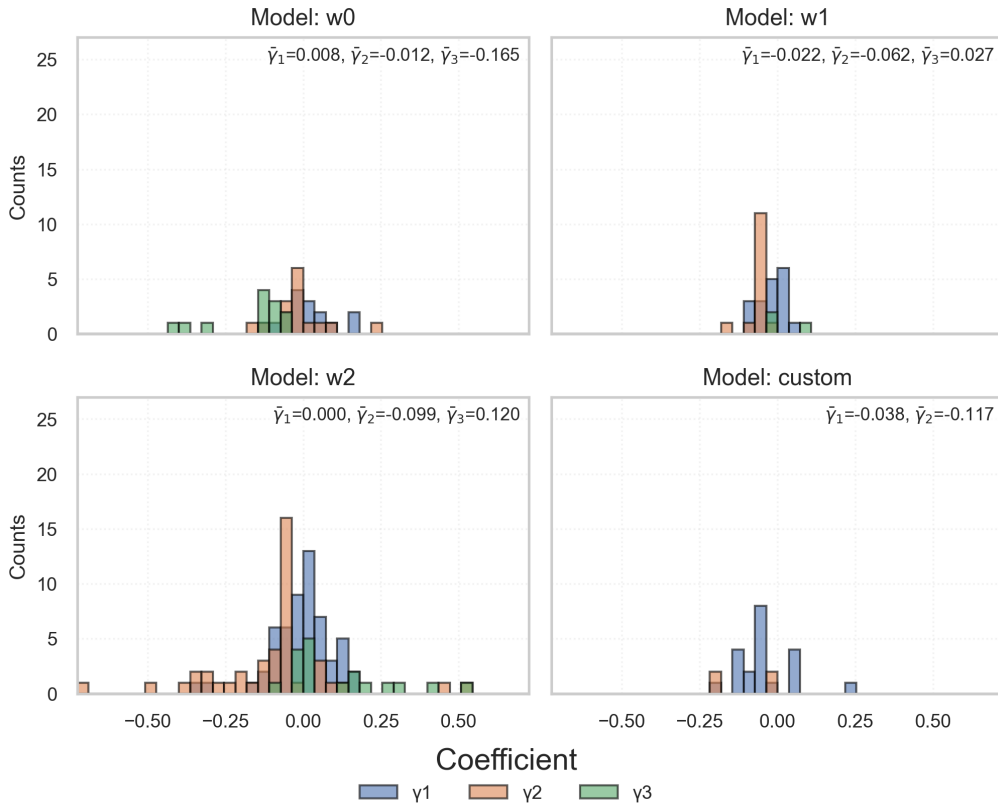 Model: w0
Model: w1
γ̄1=0.008, γ̄2=-0.012, γ̄3=-0.165
γ̄1=-0.022, γ̄2=-0.062, γ̄3=0.027
Counts
25
20
15
10
5
0
Model: w2
Model: custom
γ̄1=0.000, γ̄2=-0.099, γ̄3=0.120
γ̄1=-0.038, γ̄2=-0.117
Counts
25
20
15
10
5
0
−0.50 −0.25 0.00 0.25 0.50
−0.50 −0.25 0.00 0.25 0.50
Coefficient
γ1 γ2 γ3